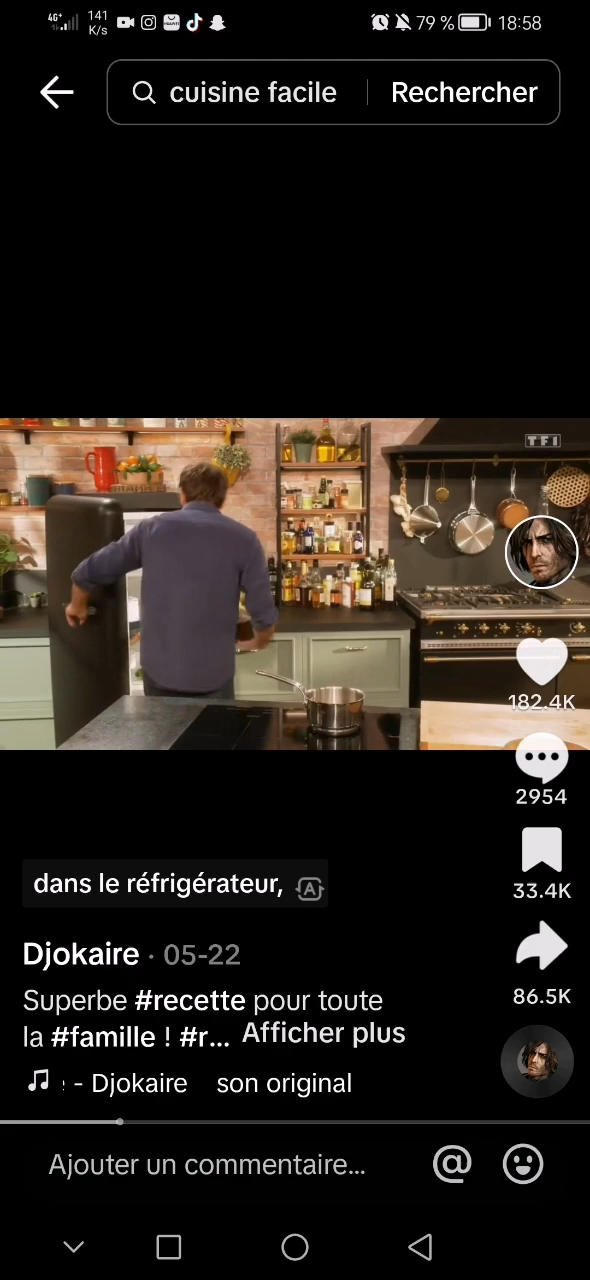 4G+ 141 K/s 79 % 18:58
cuisine facile Rechercher
TF1
182.4K
2954
dans le réfrigérateur,
33.4K
Djokaire · 05-22
Superbe #recette pour toute
la #famille ! #r... Afficher plus
86.5K
- Djokaire son original
Ajouter un commentaire...